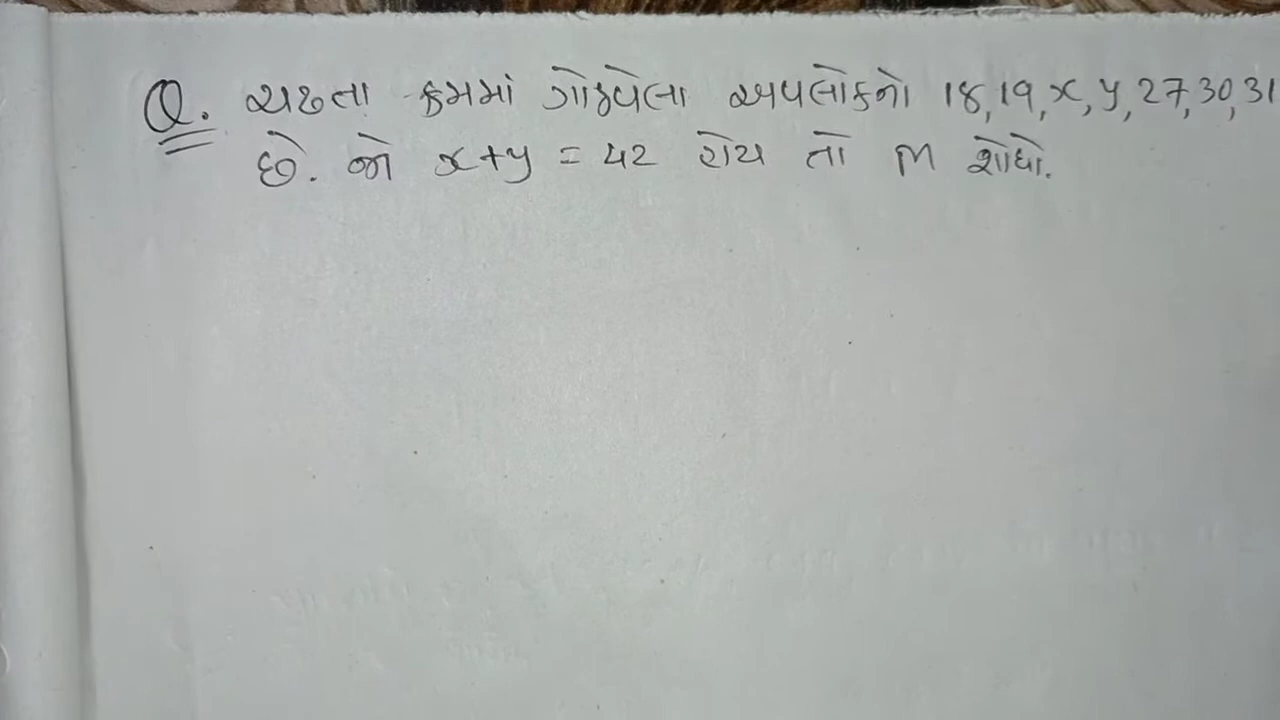 Q. ચઢતા ક્રમમાં ગોઠવેલા અવલોકનો 18,19,x,y,27,30,31
છે. જો x+y = 42 હોય તો M શોધો.